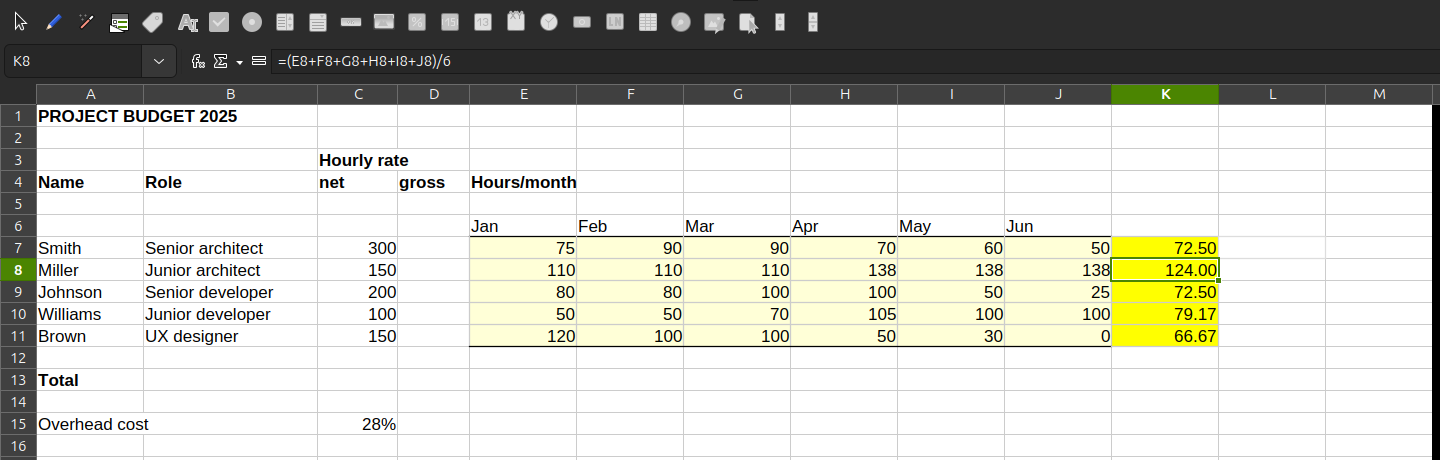 K8 =(E8+F8+G8+H8+I8+J8)/6
A B C D E F G H I J K L M
1 PROJECT BUDGET 2025
2
3 Hourly rate
4 Name Role net gross Hours/month
5
6 Jan Feb Mar Apr May Jun
7 Smith Senior architect 300 75 90 90 70 60 50 72.50
8 Miller Junior architect 150 110 110 110 138 138 138 124.00
9 Johnson Senior developer 200 80 80 100 100 50 25 72.50
10 Williams Junior developer 100 50 50 70 105 100 100 79.17
11 Brown UX designer 150 120 100 100 50 30 0 66.67
12
13 Total
14
15 Overhead cost 28%
16